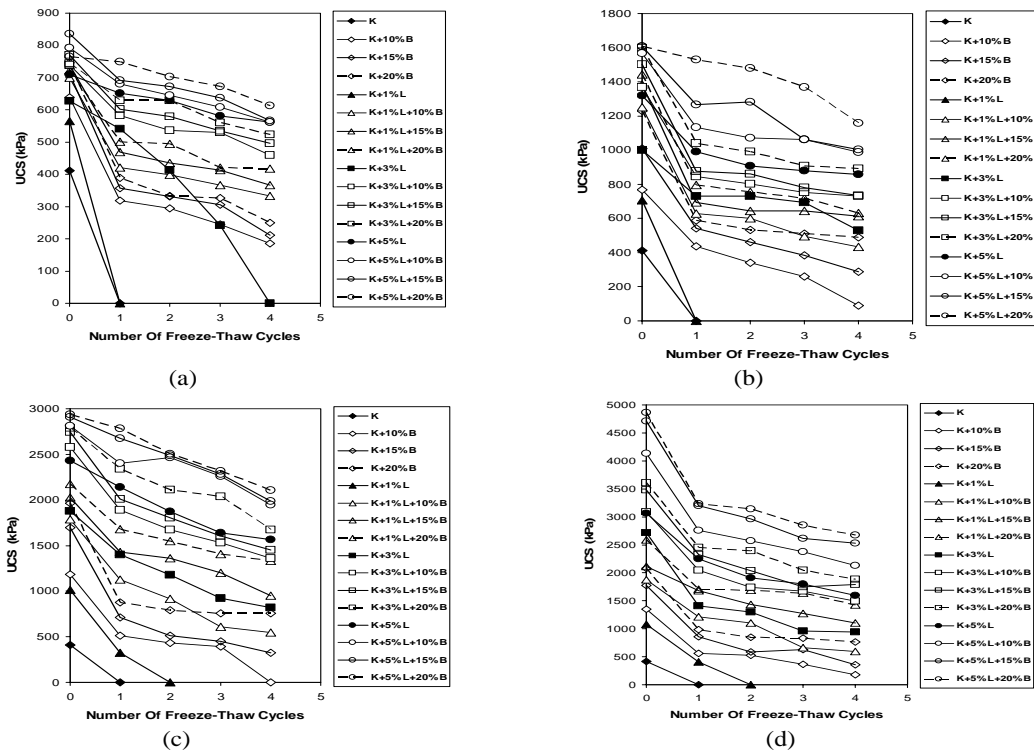 900
800
700
600
500
400
300
200
100
0
UCS (kPa)
0 1 2 3 4 5
Number Of Freeze-Thaw Cycles
K
K+10%B
K+15%B
K+20%B
K+1%L
K+1%L+10%B
K+1%L+15%B
K+1%L+20%B
K+3%L
K+3%L+10%B
K+3%L+15%B
K+3%L+20%B
K+5%L
K+5%L+10%B
K+5%L+15%B
K+5%L+20%B
(a)
1800
1600
1400
1200
1000
800
600
400
200
0
UCS (kPa)
0 1 2 3 4 5
Number Of Freeze-Thaw Cycles
K
K+10%B
K+15%B
K+20%B
K+1%L
K+1%L+10%
K+1%L+15%
K+1%L+20%
K+3%L
K+3%L+10%
K+3%L+15%
K+3%L+20%
K+5%L
K+5%L+10%
K+5%L+15%
K+5%L+20%
(b)
3000
2500
2000
1500
1000
500
0
UCS (kPa)
0 1 2 3 4 5
Number Of Freeze-Thaw Cycles
K
K+10%B
K+15%B
K+20%B
K+1%L
K+1%L+10%B
K+1%L+15%B
K+1%L+20%B
K+3%L
K+3%L+10%B
K+3%L+15%B
K+3%L+20%B
K+5%L
K+5%L+10%B
K+5%L+15%B
K+5%L+20%B
(c)
5000
4500
4000
3500
3000
2500
2000
1500
1000
500
0
UCS (kPa)
0 1 2 3 4 5
Number Of Freeze-Thaw Cycles
K
K+10%B
K+15%B
K+20%B
K+1%L
K+1%L+10%B
K+1%L+15%B
K+1%L+20%B
K+3%L
K+3%L+10%B
K+3%L+15%B
K+3%L+20%B
K+5%L
K+5%L+10%B
K+5%L+15%B
K+5%L+20%B
(d)